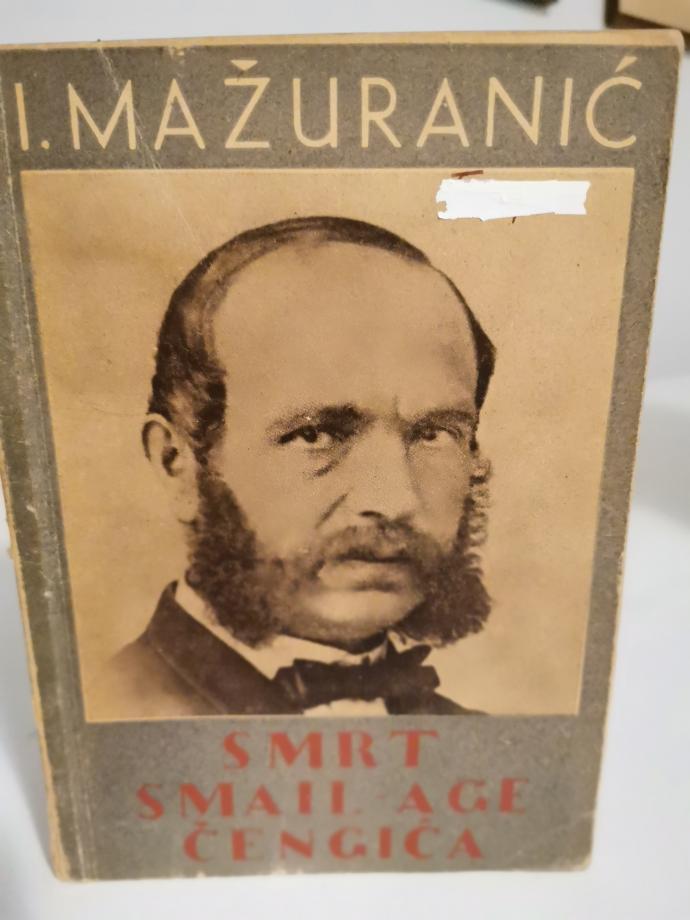 I. MAŽURANIĆ
SMRT
SMAIL-AGE
ČENGIĆA